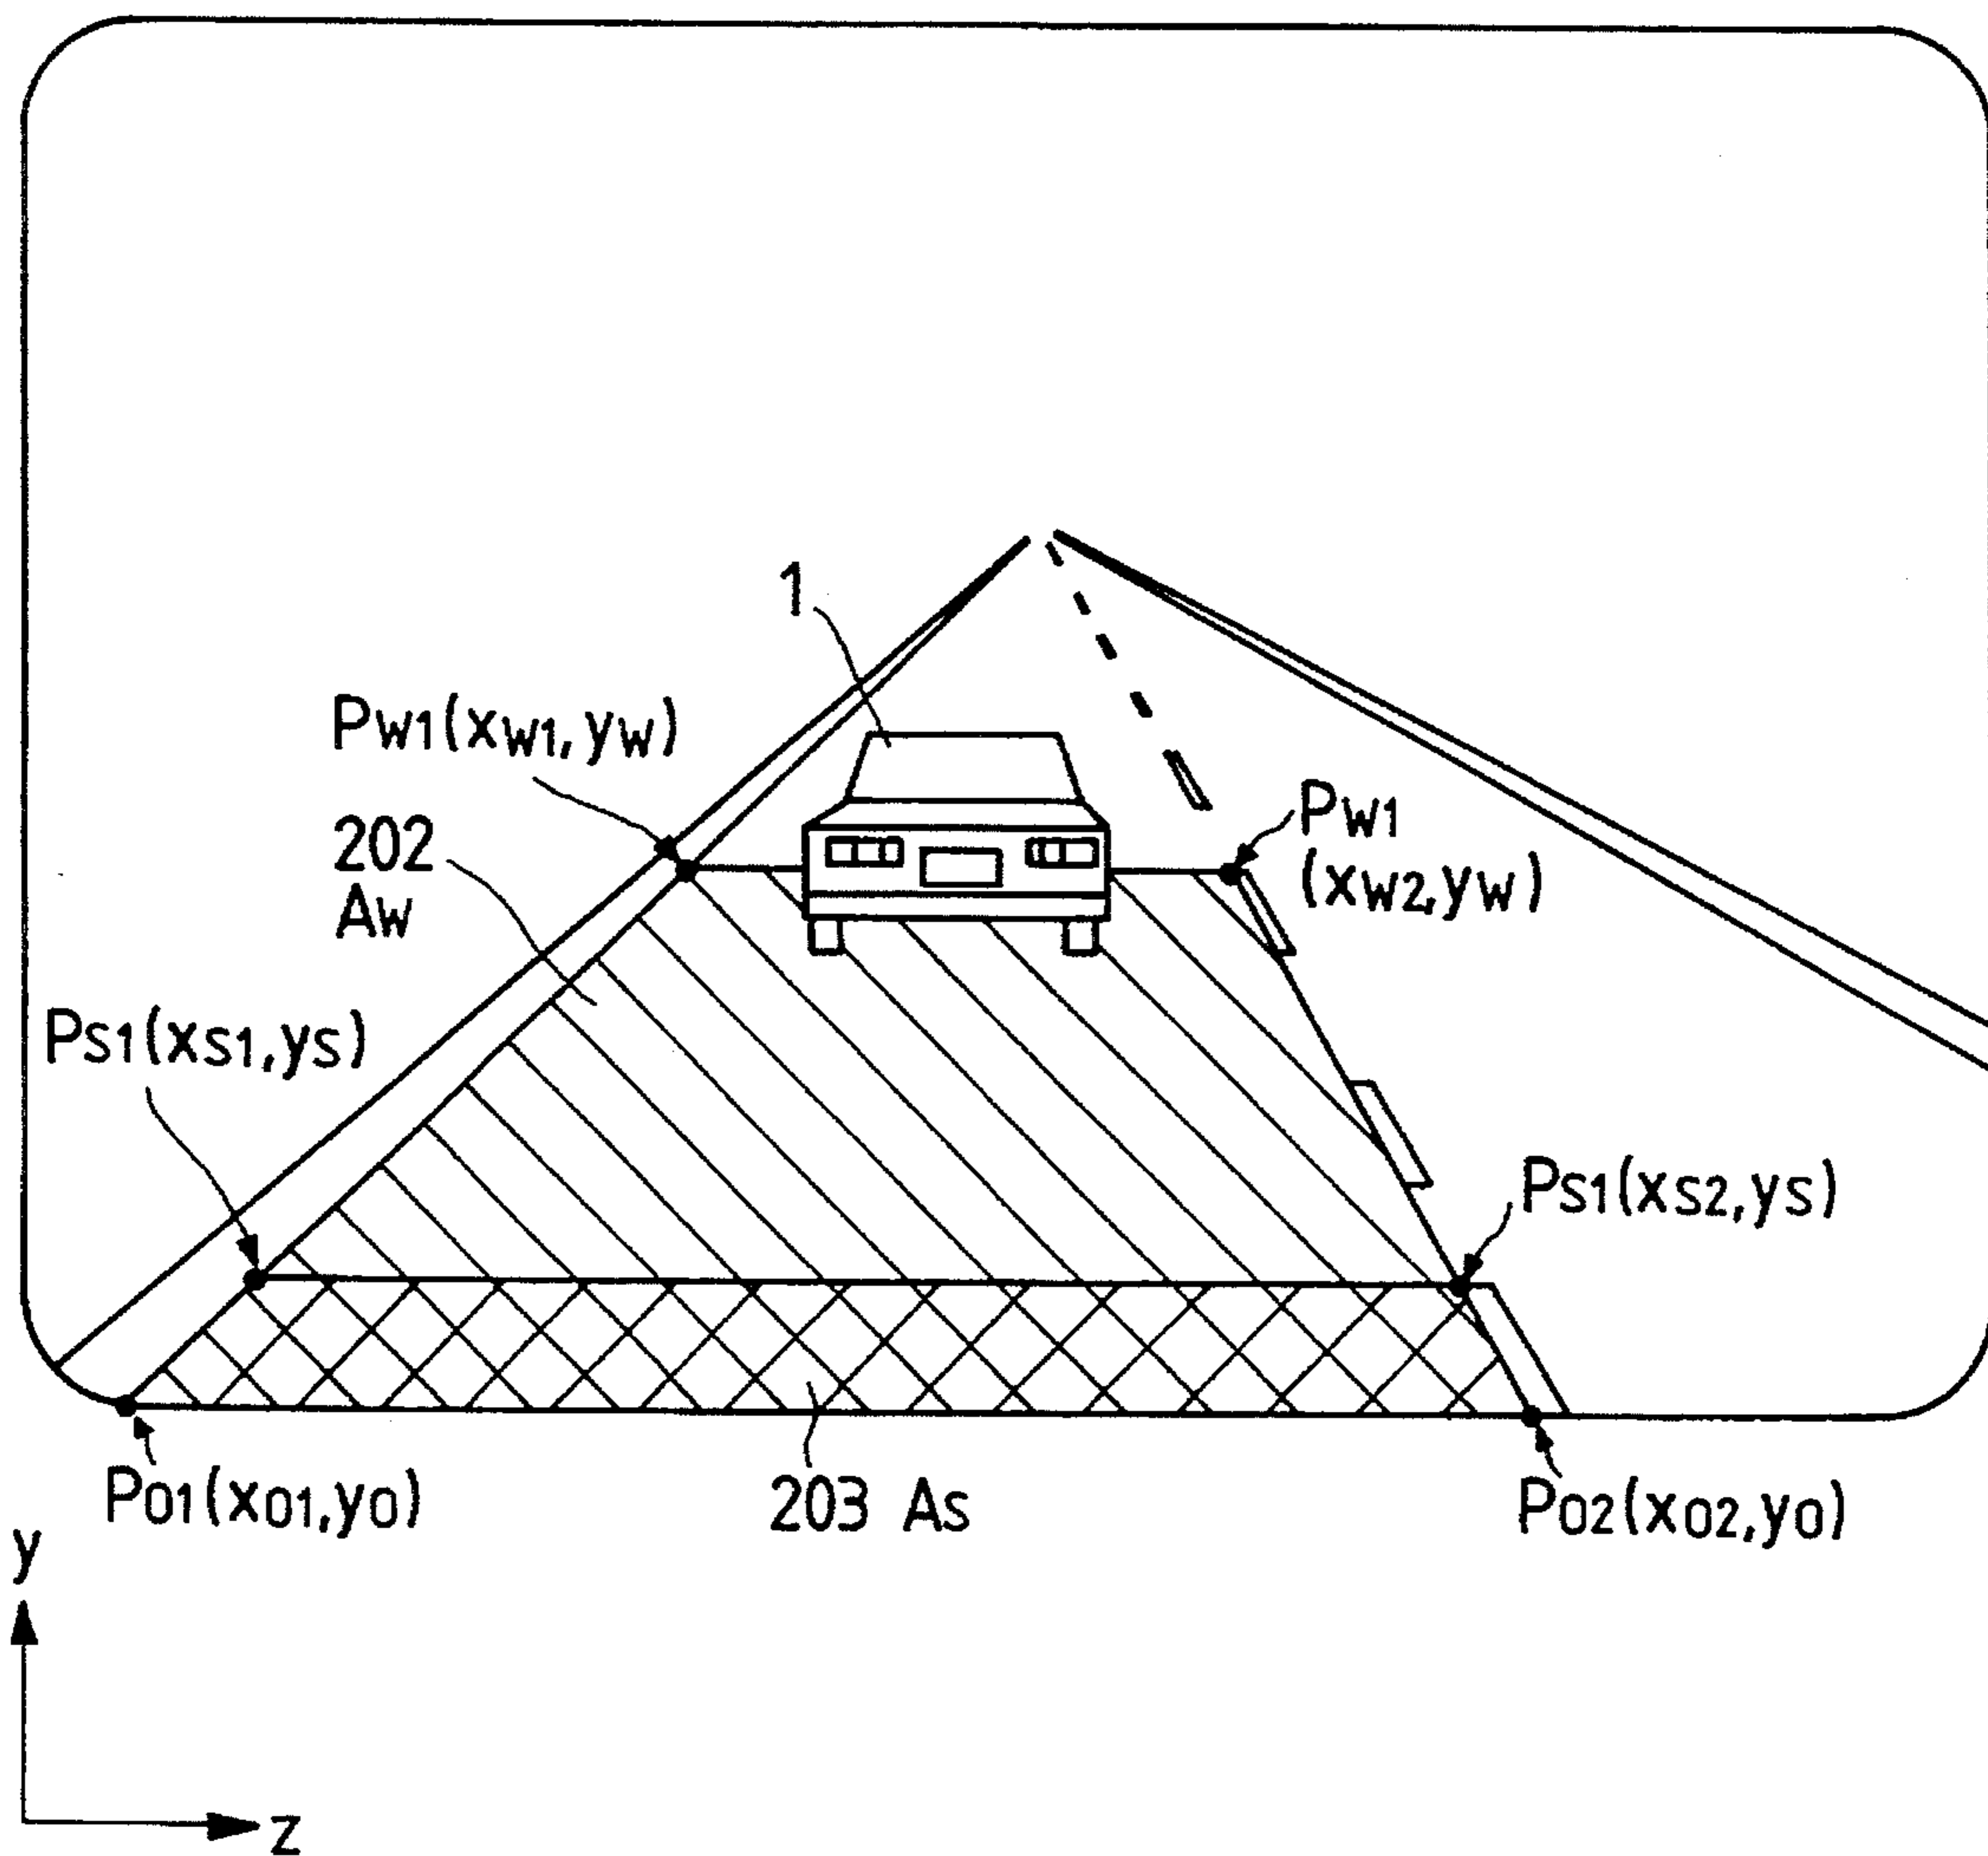 1
Pw1(xw1,yw)
Pw1
(xw2,yw)
202
Aw
Ps1(xs1,ys)
Ps1(xs2,ys)
Po1(xo1,yo)
203 As
Po2(xo2,yo)
y
z